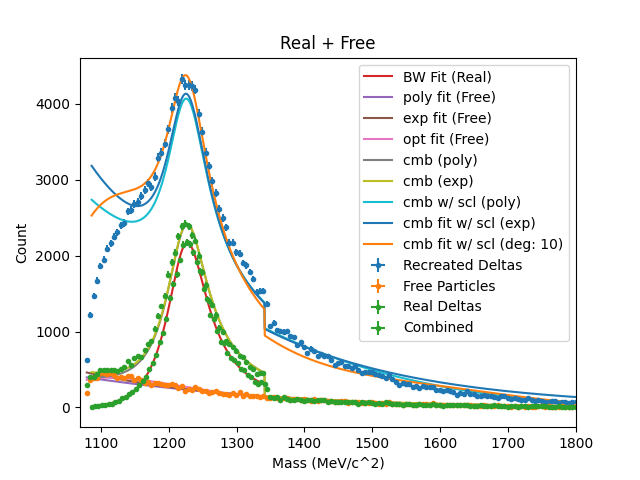 Real + Free
Count
4000
3000
2000
1000
0
1100 1200 1300 1400 1500 1600 1700 1800
Mass (MeV/c^2)
BW Fit (Real)
poly fit (Free)
exp fit (Free)
opt fit (Free)
cmb (poly)
cmb (exp)
cmb w/ scl (poly)
cmb fit w/ scl (exp)
cmb fit w/ scl (deg: 10)
Recreated Deltas
Free Particles
Real Deltas
Combined